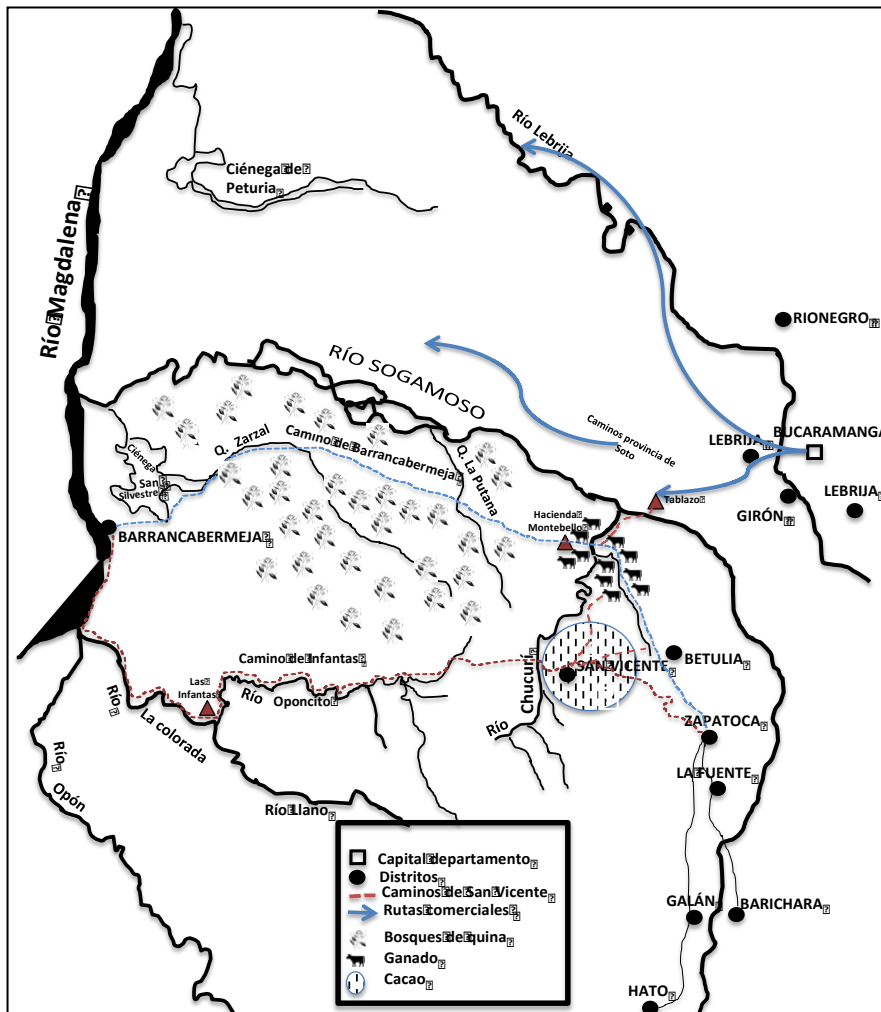 Río Lebrija
Ciénega de
Peturia
Río Magdalena
RIONEGRO
RÍO SOGAMOSO
Caminos provincia de
Soto
BUCARAMANGA
LEBRIJA
Ciénega
San
Silvestre
Q. Zarzal
Camino de Barrancabermeja
Q. La Putana
Tablazo
GIRÓN
LEBRIJA
Hacienda
Montebello
BARRANCABERMEJA
Camino de Infantas
Las
Infantas
Río
Oponcito
Río
La colorada
Río
Chucurí
SAN VICENTE
BETULIA
ZAPATOCA
LA FUENTE
Río
Opón
Río Llano
Capital departamento
Distritos
Caminos de San Vicente
Rutas comerciales
Bosques de quina
Ganado
Cacao
GALÁN
BARICHARA
HATO